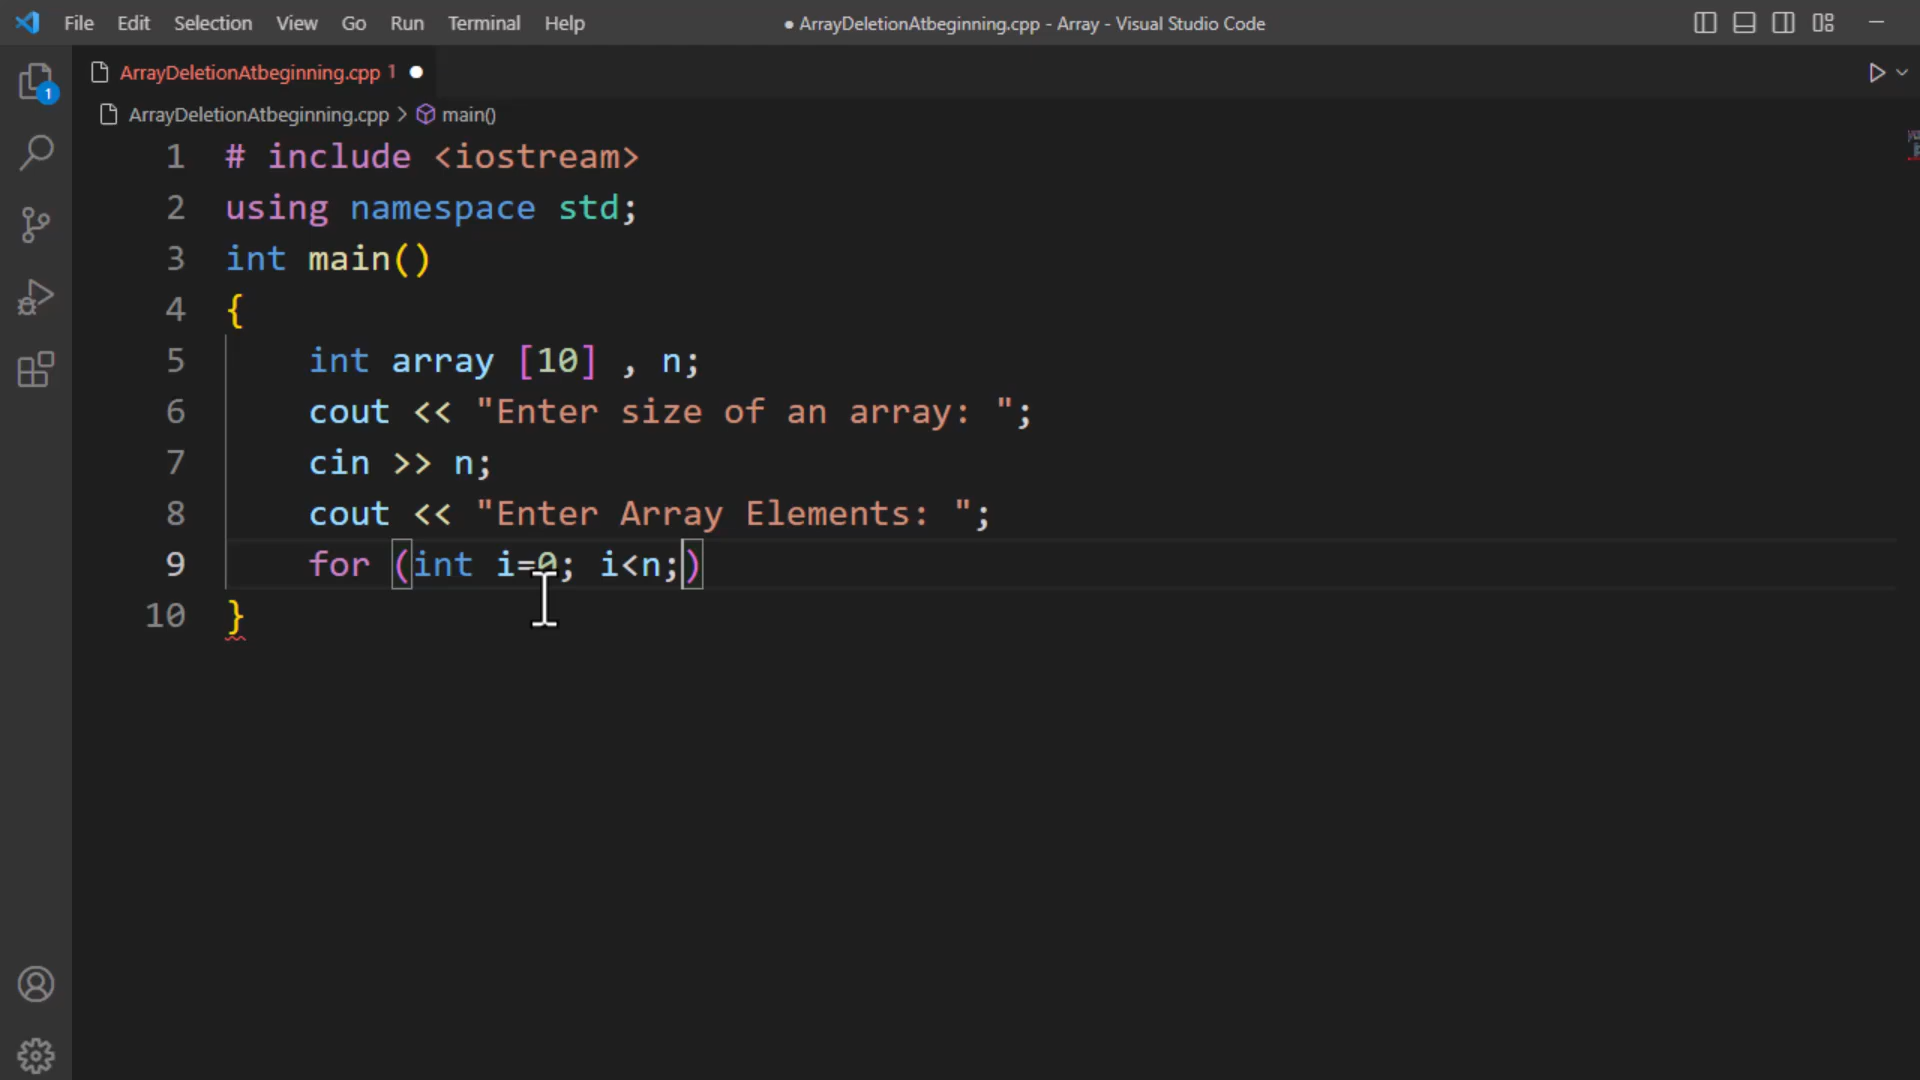 File Edit Selection View Go Run Terminal Help ● ArrayDeletionAtbeginning.cpp - Array - Visual Studio Code
ArrayDeletionAtbeginning.cpp 1 ●
1
ArrayDeletionAtbeginning.cpp > main()
1 # include <iostream>
2 using namespace std;
3 int main()
4 {
5 int array [10] , n;
6 cout << "Enter size of an array: ";
7 cin >> n;
8 cout << "Enter Array Elements: ";
9 for (int i=0; i<n;)
10 }